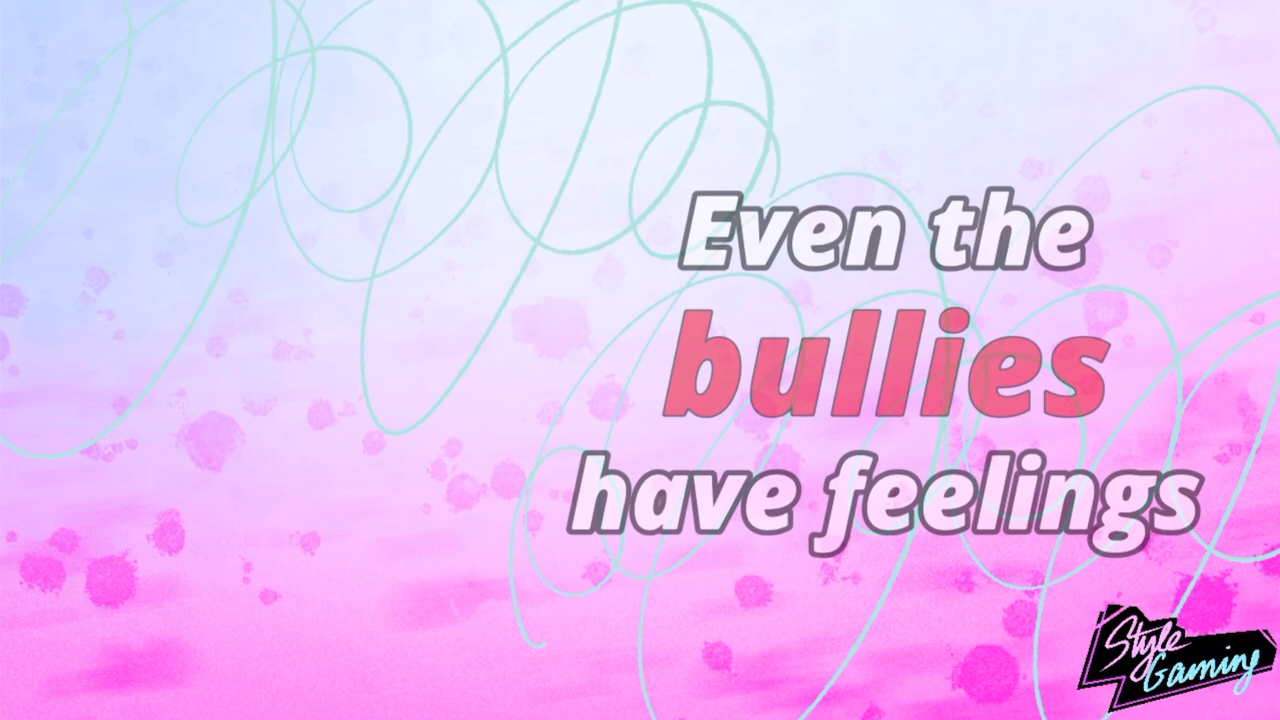 Even the
bullies
have feelings
Style
Gaming